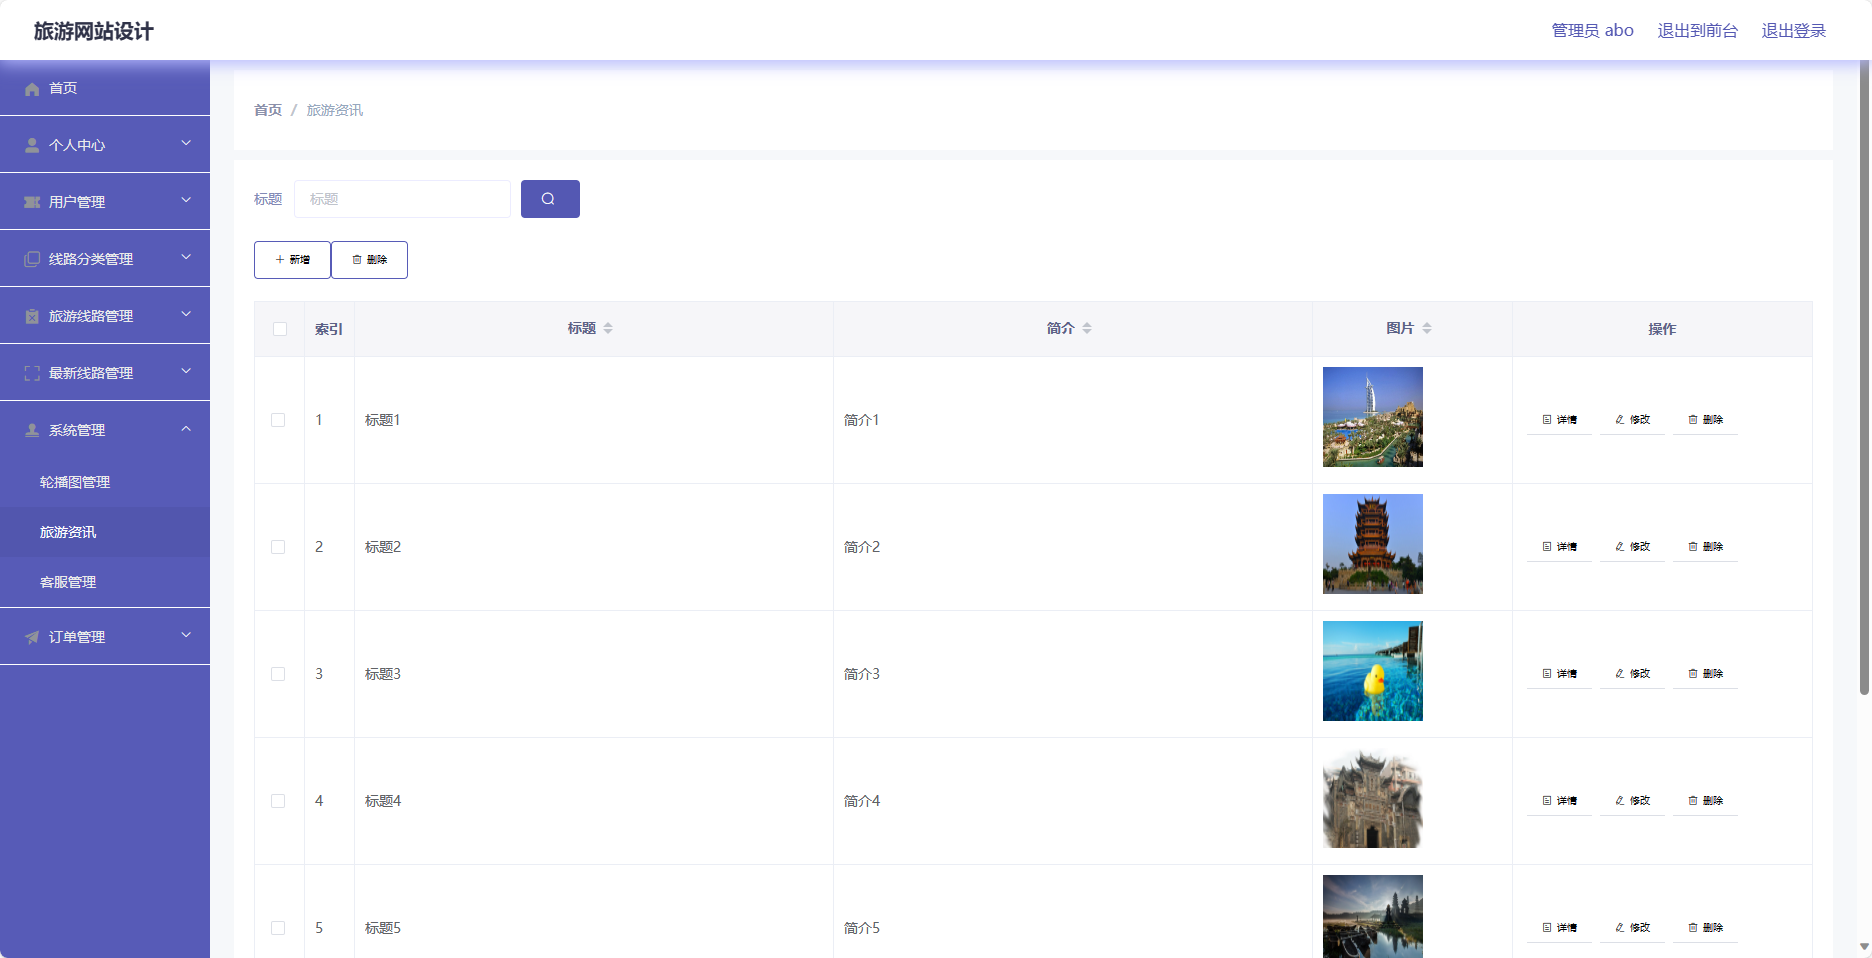 旅游网站设计
管理员 abo 退出到前台 退出登录
首页
个人中心
用户管理
线路分类管理
旅游线路管理
最新线路管理
系统管理
轮播图管理
旅游资讯
客服管理
订单管理
首页 / 旅游资讯
标题 标题
新增 删除
索引 标题 简介 图片 操作
1 标题1 简介1 详情 修改 删除
2 标题2 简介2 详情 修改 删除
3 标题3 简介3 详情 修改 删除
4 标题4 简介4 详情 修改 删除
5 标题5 简介5 详情 修改 删除